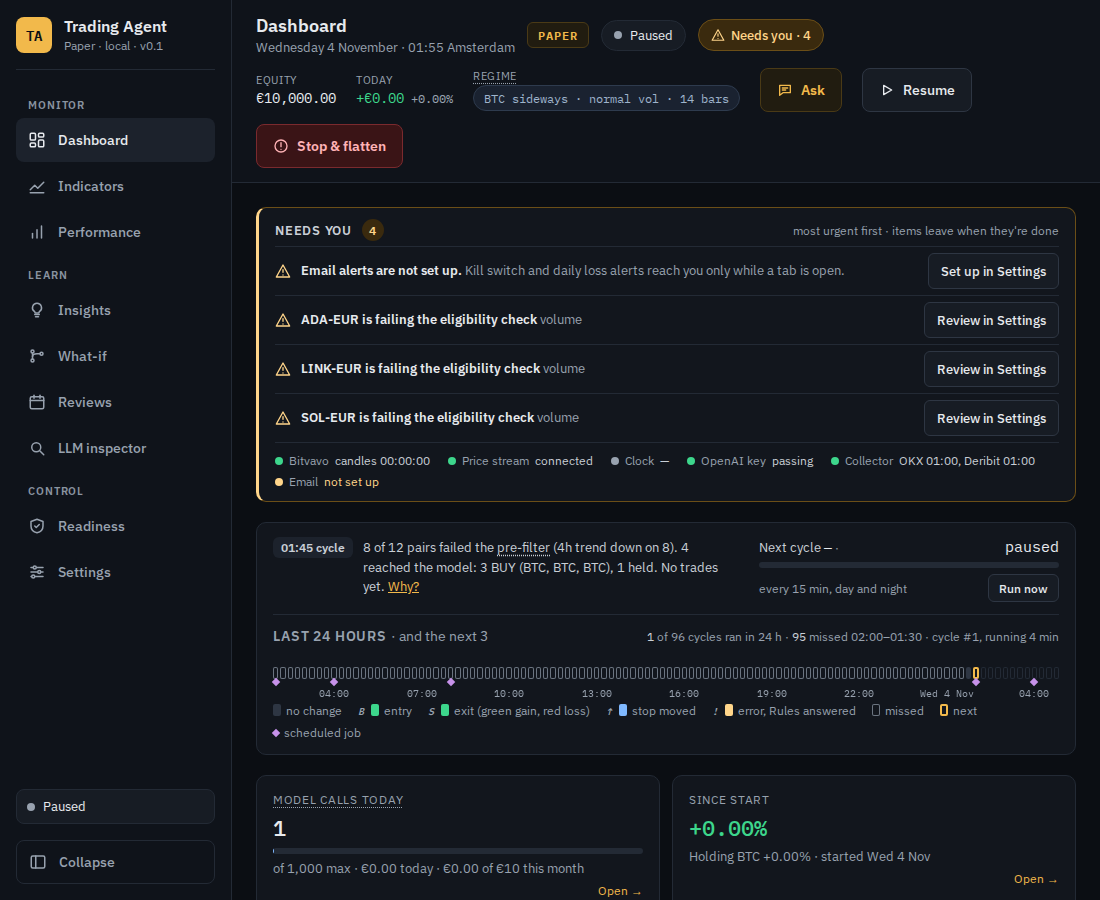 TA
Trading Agent
Paper · local · v0.1
MONITOR
Dashboard
Indicators
Performance
LEARN
Insights
What-if
Reviews
LLM inspector
CONTROL
Readiness
Settings
Paused
Collapse
Dashboard
Wednesday 4 November · 01:55 Amsterdam
PAPER
Paused
Needs you · 4
EQUITY
€10,000.00
TODAY
+€0.00 +0.00%
REGIME
BTC sideways · normal vol · 14 bars
Ask
Resume
Stop & flatten
NEEDS YOU 4
most urgent first · items leave when they're done
Email alerts are not set up. Kill switch and daily loss alerts reach you only while a tab is open.
Set up in Settings
ADA-EUR is failing the eligibility check volume
Review in Settings
LINK-EUR is failing the eligibility check volume
Review in Settings
SOL-EUR is failing the eligibility check volume
Review in Settings
Bitvavo candles 00:00:00 Price stream connected Clock — OpenAI key passing Collector OKX 01:00, Deribit 01:00
Email not set up
01:45 cycle
8 of 12 pairs failed the pre-filter (4h trend down on 8). 4
reached the model: 3 BUY (BTC, BTC, BTC), 1 held. No trades
yet. Why?
Next cycle — ·
paused
every 15 min, day and night
Run now
LAST 24 HOURS · and the next 3
1 of 96 cycles ran in 24 h · 95 missed 02:00–01:30 · cycle #1, running 4 min
04:00 07:00 10:00 13:00 16:00 19:00 22:00 Wed 4 Nov 04:00
no change B entry S exit (green gain, red loss) ↑ stop moved ! error, Rules answered missed next
scheduled job
MODEL CALLS TODAY
1
of 1,000 max · €0.00 today · €0.00 of €10 this month
Open →
SINCE START
+0.00%
Holding BTC +0.00% · started Wed 4 Nov
Open →